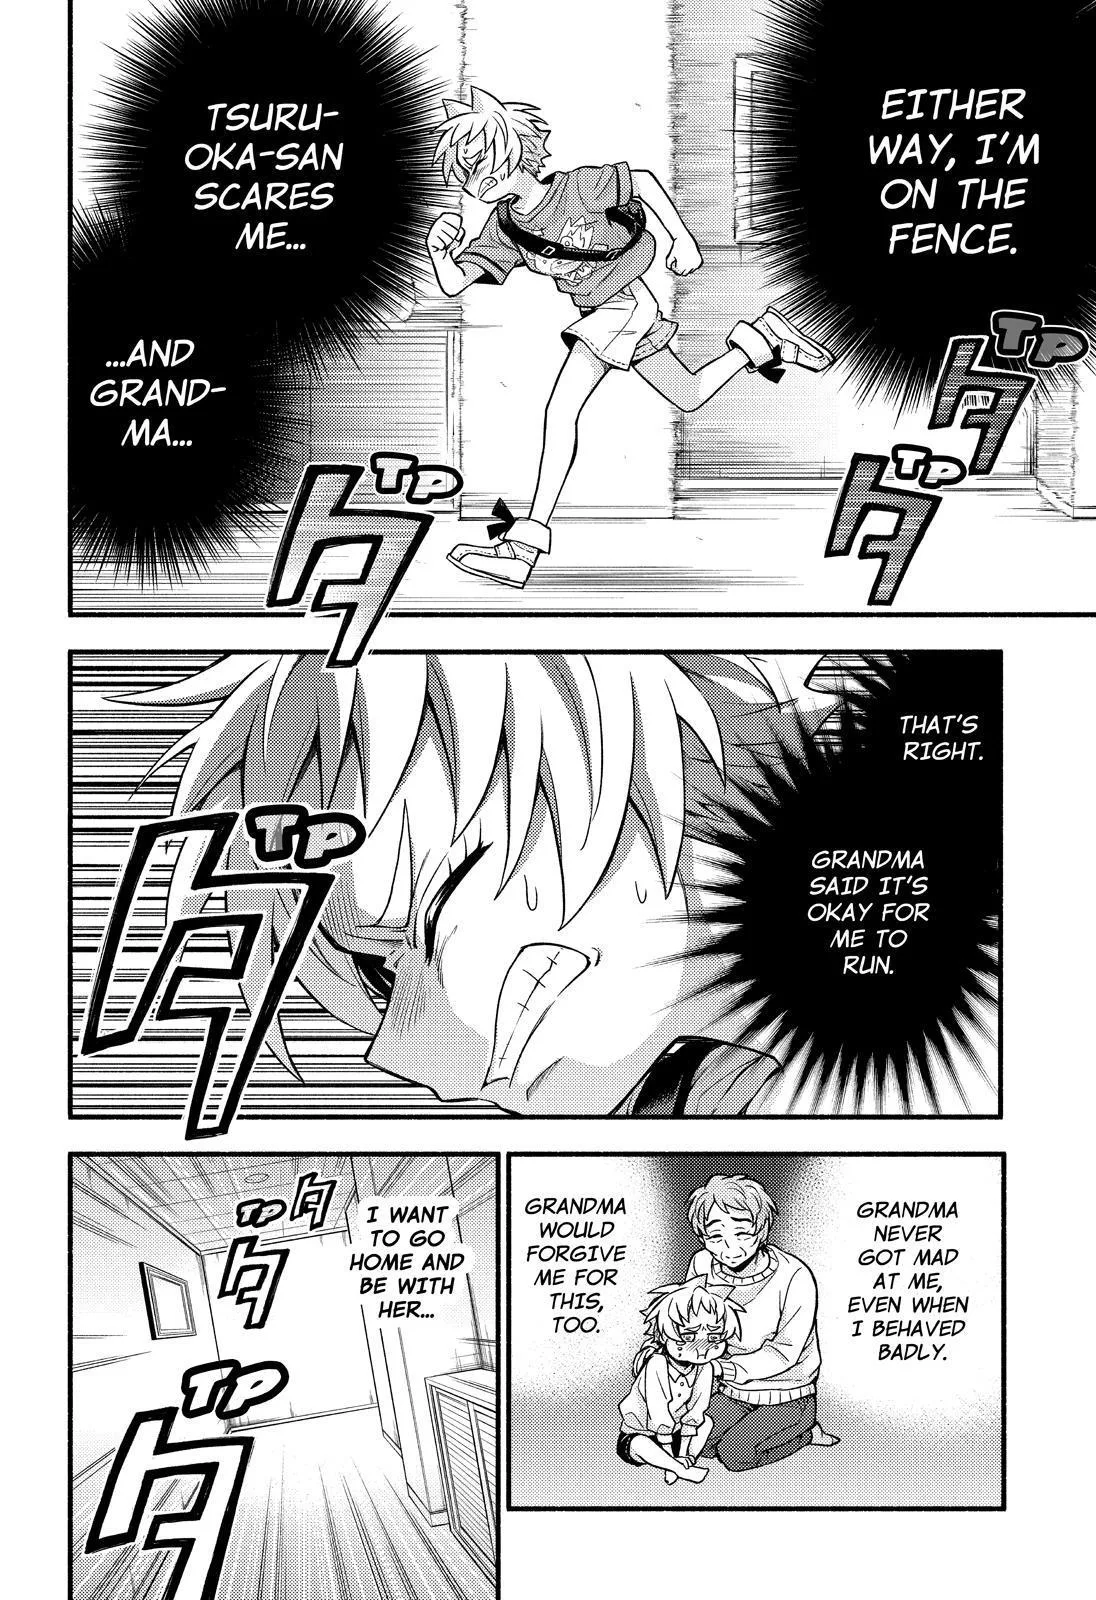 EITHER
WAY, I'M
ON THE
FENCE.
TSURU-
OKA-SAN
SCARES
ME...
...AND
GRAND-
MA...
TP
タ
TP
タ
TP
タ
THAT'S
RIGHT.
GRANDMA
SAID IT'S
OKAY FOR
ME TO
RUN.
TP
タ
GRANDMA
NEVER
GOT MAD
AT ME,
EVEN WHEN
I BEHAVED
BADLY.
GRANDMA
WOULD
FORGIVE
ME FOR
THIS,
TOO.
I WANT
TO GO
HOME AND
BE WITH
HER...
TP
タ
タ
TP
タ